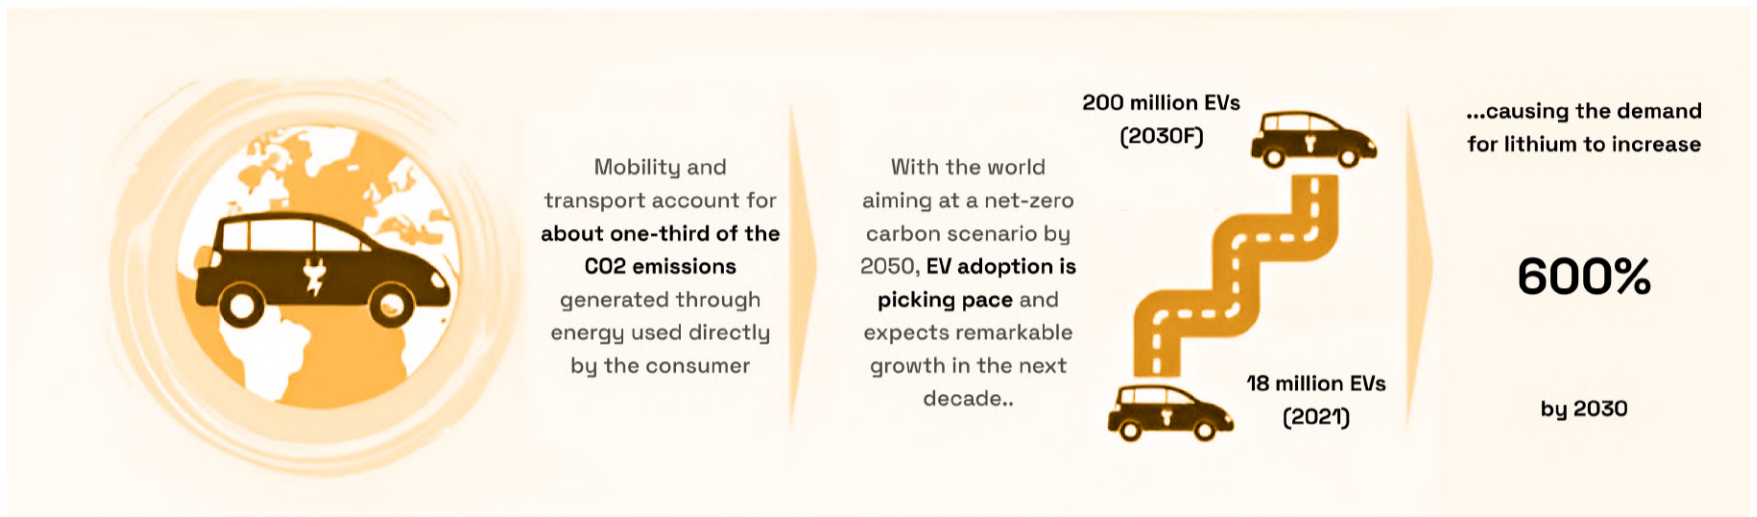 Mobility and
transport account for
about one-third of the
CO2 emissions
generated through
energy used directly
by the consumer
With the world
aiming at a net-zero
carbon scenario by
2050, EV adoption is
picking pace and
expects remarkable
growth in the next
decade..
200 million EVs
(2030F)
18 million EVs
(2021)
...causing the demand
for lithium to increase
600%
by 2030